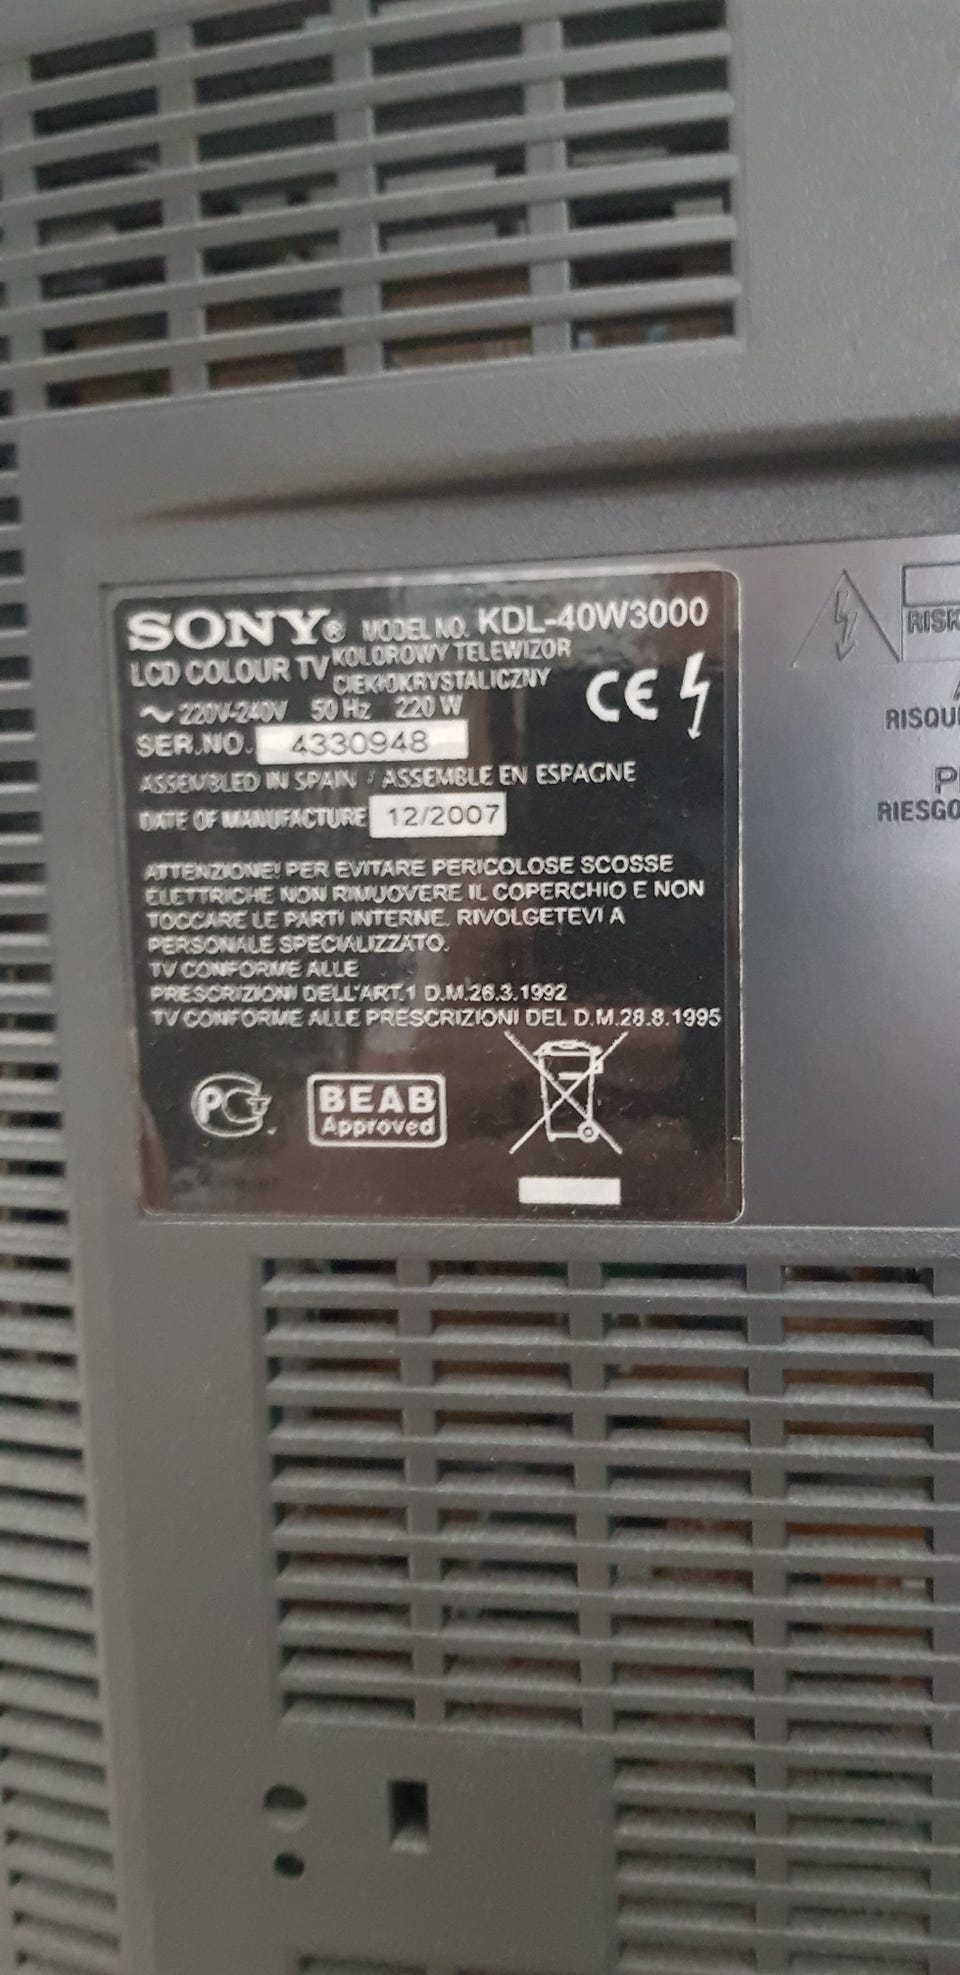 SONY® MODEL NO. KDL-40W3000
LCD COLOUR TV KOLOROWY TELEWIZOR
CIEKŁOKRYSTALICZNY
~ 220V-240V 50 Hz 220 W
CE
SER.NO. 4330948
ASSEMBLED IN SPAIN / ASSEMBLE EN ESPAGNE
DATE OF MANUFACTURE 12/2007
ATTENZIONE! PER EVITARE PERICOLOSE SCOSSE
ELETTRICHE NON RIMUOVERE IL COPERCHIO E NON
TOCCARE LE PARTI INTERNE. RIVOLGETEVI A
PERSONALE SPECIALIZZATO.
TV CONFORME ALLE
PRESCRIZIONI DELL'ART.1 D.M.26.3.1992
TV CONFORME ALLE PRESCRIZIONI DEL D.M.28.8.1995
PCT
BEAB
Approved
RISK
RISQU
RIESGO